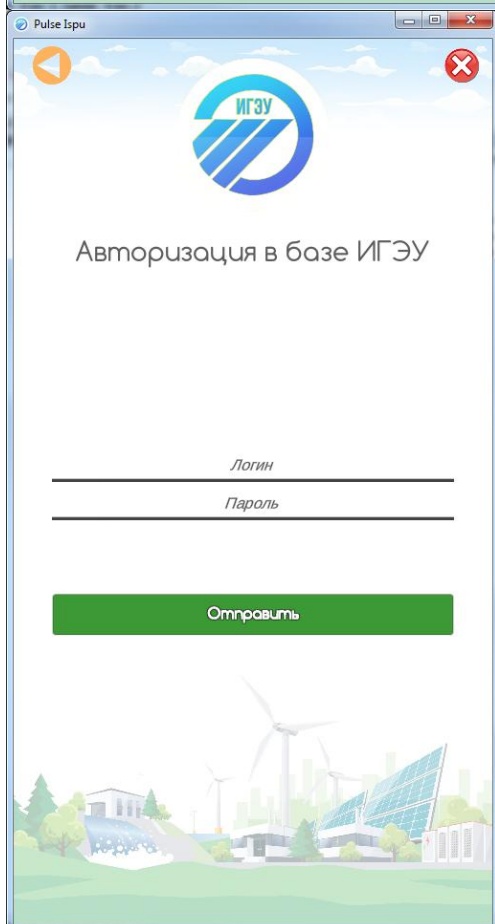 Pulse Ispu
ИГЭУ
Авторизация в базе ИГЭУ
Логин
Пароль
Отправить